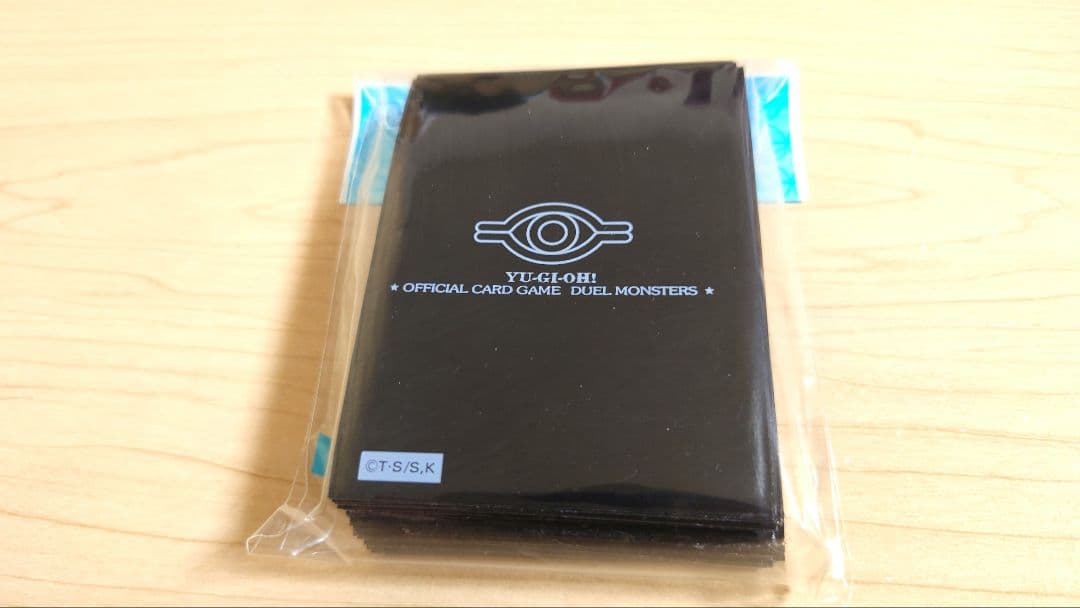 YU-GI-OH!
★ OFFICIAL CARD GAME DUEL MONSTERS ★
©T·S/S,K